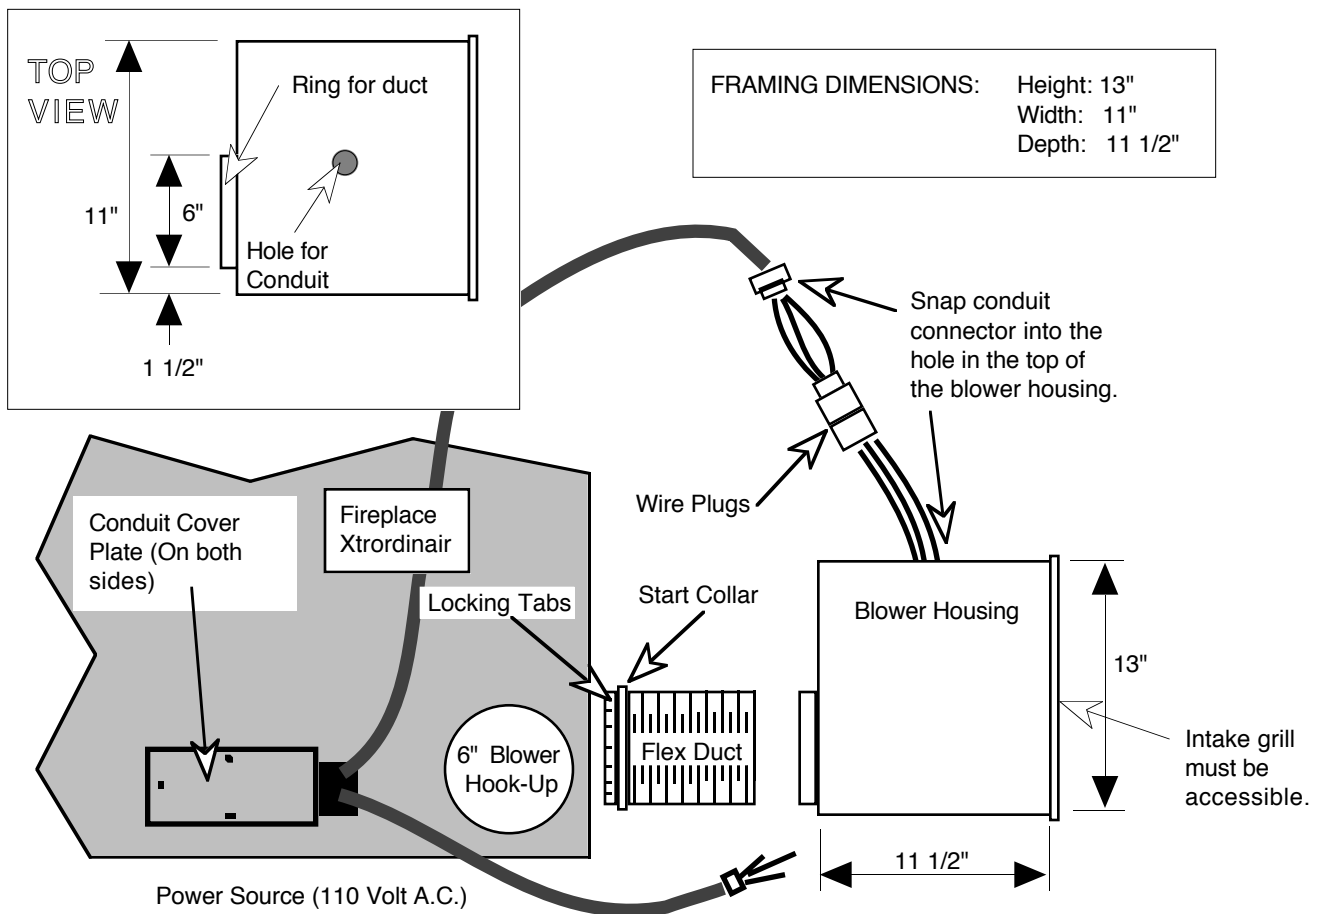 TOP
VIEW
Ring for duct
11"
6"
Hole for
Conduit
1 1/2"
FRAMING DIMENSIONS: Height: 13"
Width: 11"
Depth: 11 1/2"
Snap conduit
connector into the
hole in the top of
the blower housing.
Wire Plugs
Conduit Cover
Plate (On both
sides)
Fireplace
Xtrordinair
Locking Tabs
Start Collar
Blower Housing
13"
6" Blower
Hook-Up
Flex Duct
Intake grill
must be
accessible.
11 1/2"
Power Source (110 Volt A.C.)